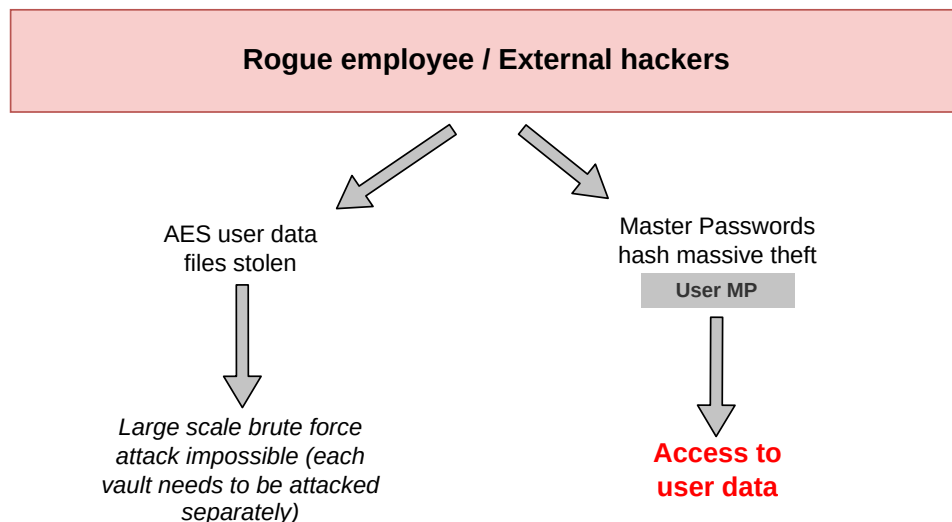 Rogue employee / External hackers
AES user data
files stolen
Master Passwords
hash massive theft
User MP
Large scale brute force
attack impossible (each
vault needs to be attacked
separately)
Access to
user data